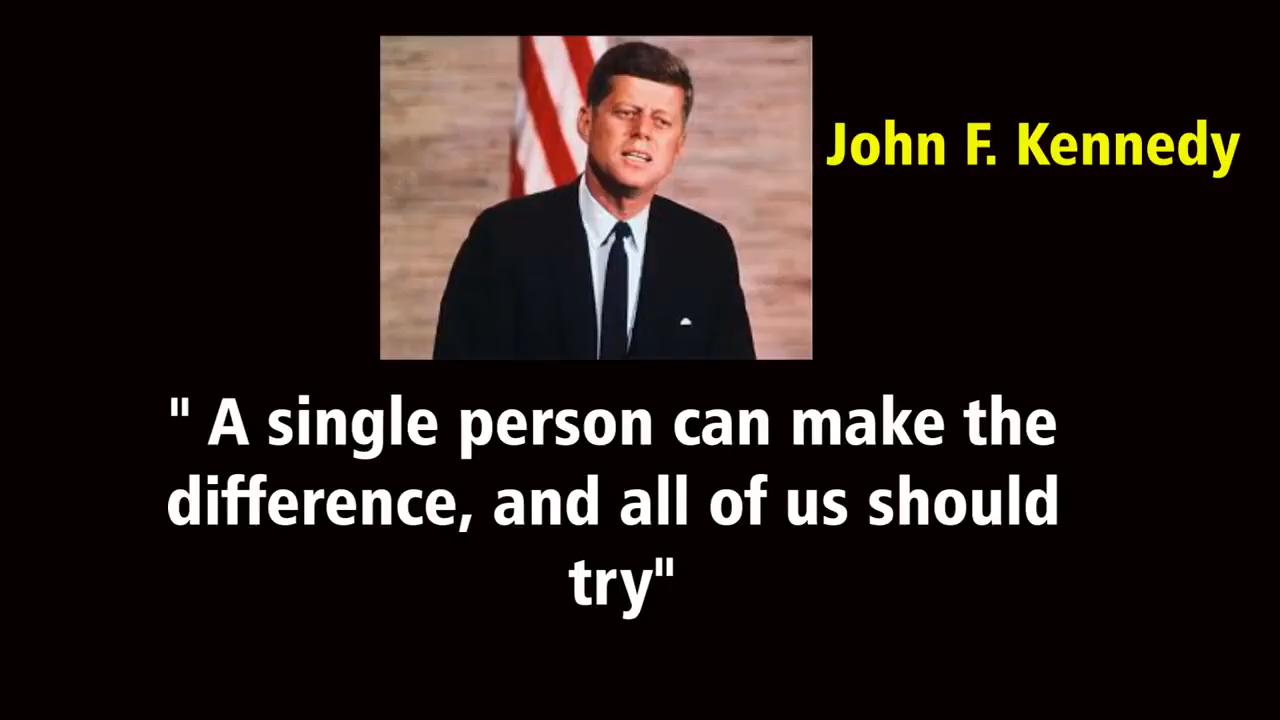 John F. Kennedy
" A single person can make the
difference, and all of us should
try"